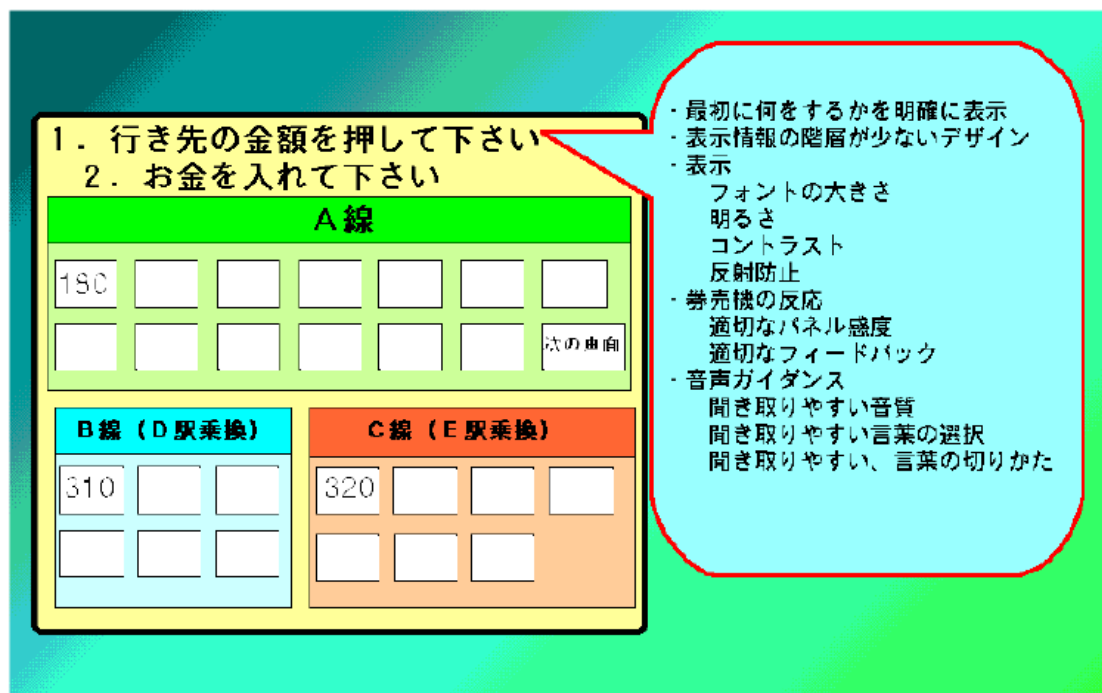 1．行き先の金額を押して下さい
2．お金を入れて下さい
A線
180
次の画面
B線（D駅乗換）
310
C線（E駅乗換）
320
・最初に何をするかを明確に表示
・表示情報の階層が少ないデザイン
・表示
フォントの大きさ
明るさ
コントラスト
反射防止
・券売機の反応
適切なパネル感度
適切なフィードバック
・音声ガイダンス
聞き取りやすい音質
聞き取りやすい言葉の選択
聞き取りやすい、言葉の切りかた